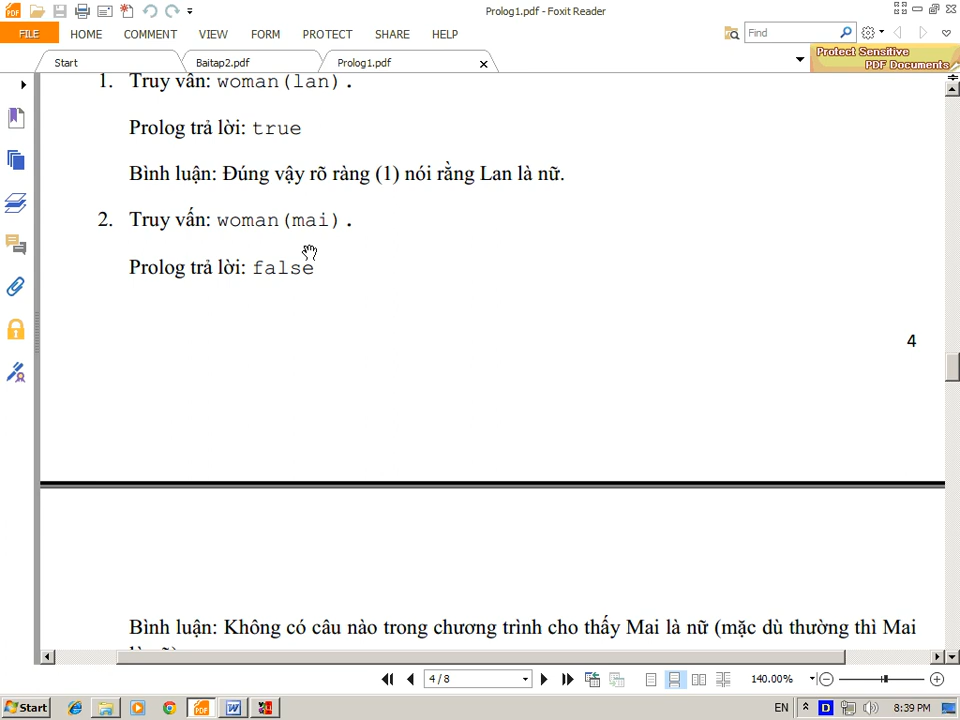 Prolog1.pdf - Foxit Reader
FILE HOME COMMENT VIEW FORM PROTECT SHARE HELP
Find
Start Baitap2.pdf Prolog1.pdf
Protect Sensitive
PDF Documents
1. Truy vấn: woman(lan).
Prolog trả lời: true
Bình luận: Đúng vậy rõ ràng (1) nói rằng Lan là nữ.
2. Truy vấn: woman(mai).
Prolog trả lời: false
4
Bình luận: Không có câu nào trong chương trình cho thấy Mai là nữ (mặc dù thường thì Mai
4 / 8
140.00%
Start EN 8:39 PM